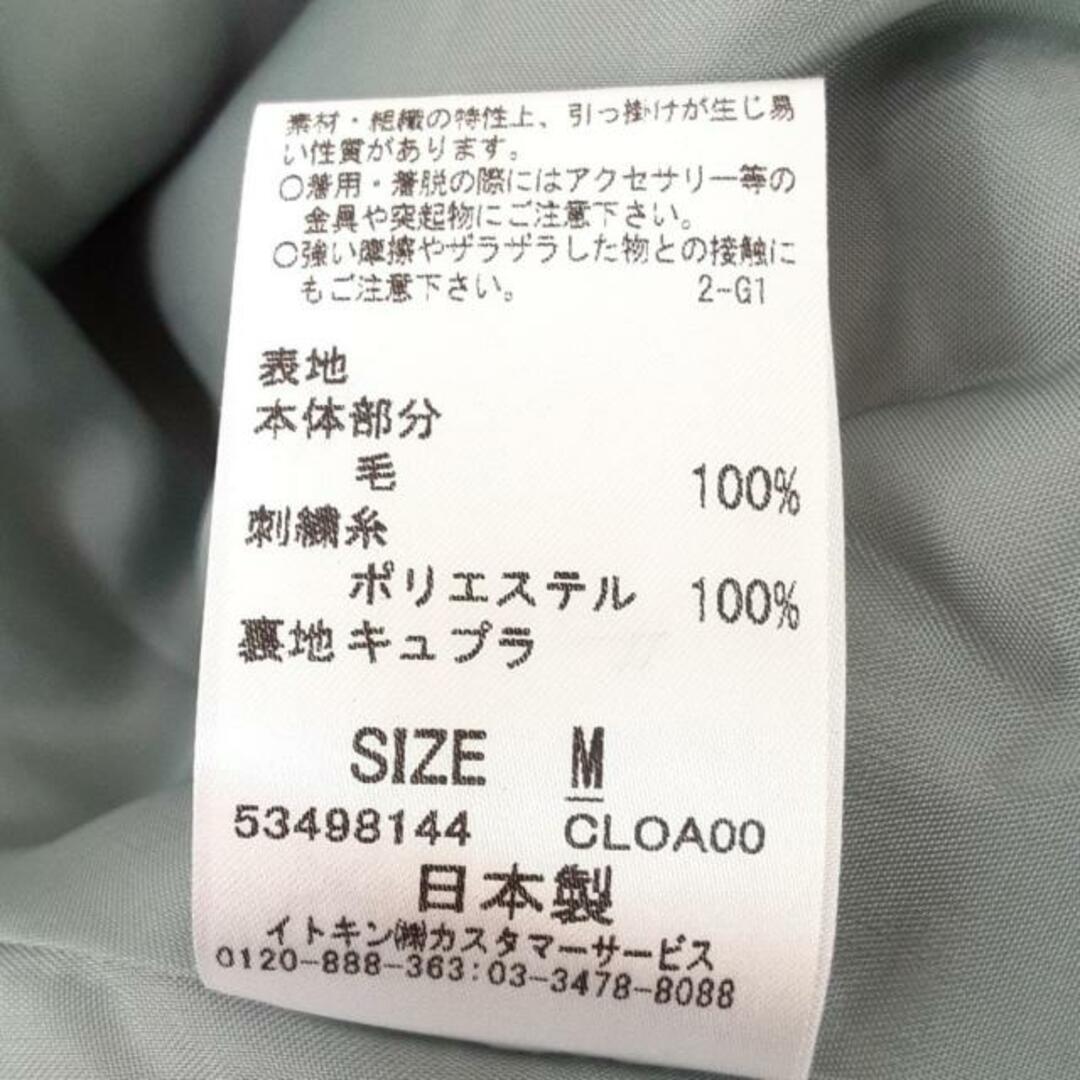 素材・組織の特性上、引っ掛けが生じ易
い性質があります。
○着用・着脱の際にはアクセサリー等の
金具や突起物にご注意下さい。
○強い摩擦やザラザラした物との接触に
もご注意下さい。 2-G1
表地
本体部分
毛 100%
刺繍糸
ポリエステル 100%
裏地キュプラ
SIZE M
53498144 CLOA00
日本製
イトキン㈱カスタマーサービス
0120-888-363:03-3478-8088